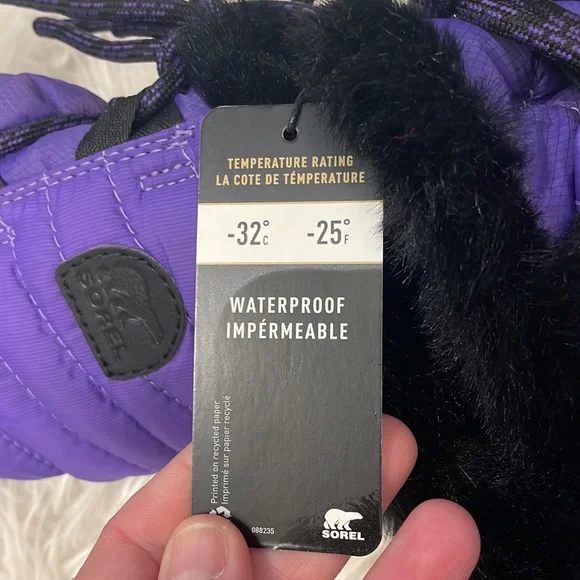 TEMPERATURE RATING
LA COTE DE TÉMPERATURE
-32°C -25°F
WATERPROOF
IMPÉRMEABLE
Printed on recycled paper
Imprimé sur papier recyclé
088235
SOREL
SOREL